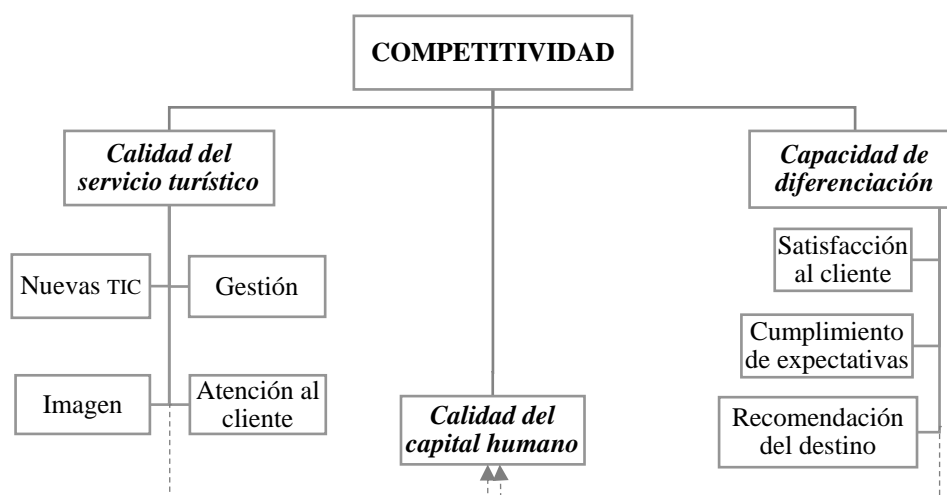 COMPETITIVIDAD
Calidad del
servicio turístico
Capacidad de
diferenciación
Nuevas TIC
Gestión
Satisfacción
al cliente
Cumplimiento
de expectativas
Imagen
Atención al
cliente
Calidad del
capital humano
Recomendación
del destino